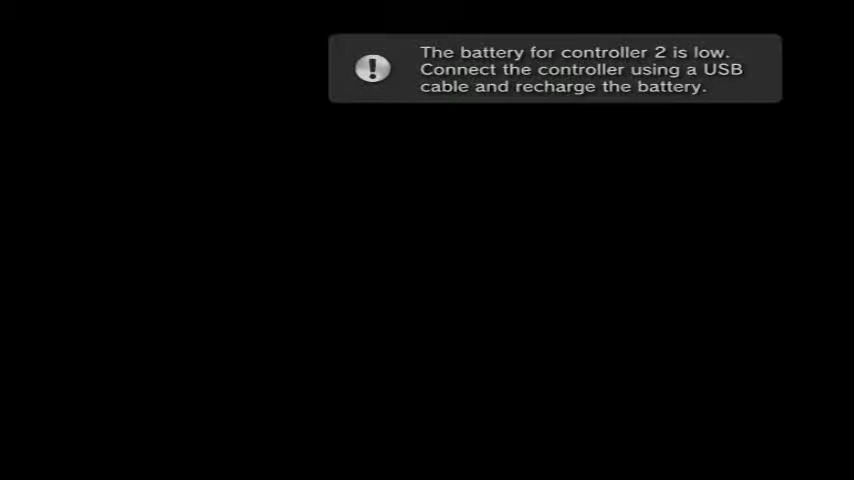 The battery for controller 2 is low.
Connect the controller using a USB
cable and recharge the battery.